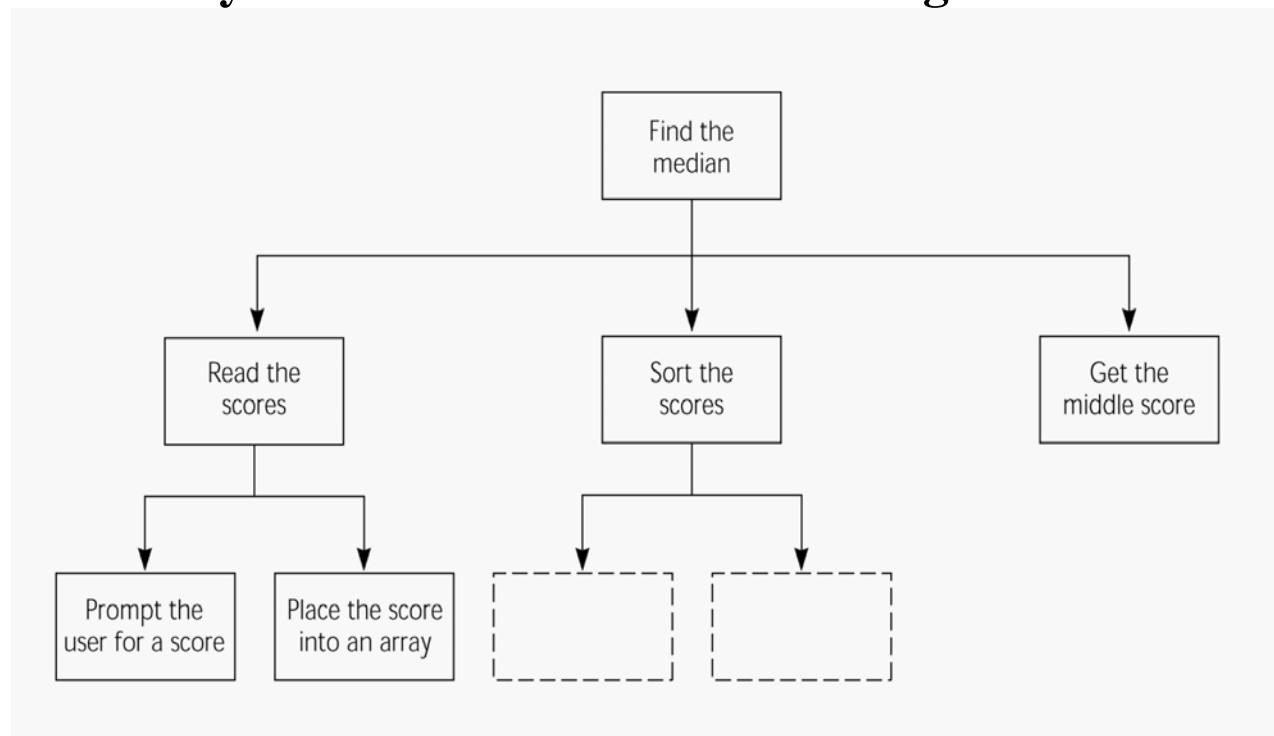 Find the
median
Read the
scores
Sort the
scores
Get the
middle score
Prompt the
user for a score
Place the score
into an array